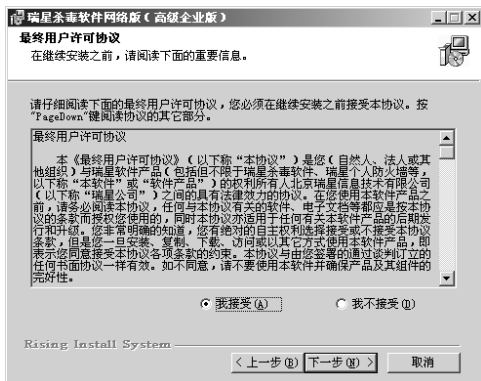 瑞星杀毒软件网络版(高级企业版)
最终用户许可协议
在继续安装之前,请阅读下面的重要信息。
请仔细阅读下面的最终用户许可协议,您必须在继续安装之前接受本协议。按
"PageDown"键阅读协议的其它部分。
最终用户许可协议
本《最终用户许可协议》(以下称“本协议”)是您(自然人、法人或其
他组织)与瑞星软件产品(包括但不限于瑞星杀毒软件、瑞星个人防火墙等,
以下称“本软件”或“软件产品”)的权利所有人北京瑞星信息技术有限公司
(以下称“瑞星公司”)之间的具有法律效力的协议。在您使用本软件产品之
前,请务必阅读本协议,任何与本协议有关的软件、电子文档等都应是按本协
议的条款而授权您使用的,同时本协议亦适用于任何有关本软件产品的后期发
行和升级。您非常明确的知道,您有绝对的自主权利选择接受或不接受本协议
条款,但是您一旦安装、复制、下载、访问或以其它方式使用本软件产品,即
表示您同意接受本协议各项条款的约束。本协议与由您签署的通过谈判订立的
任何书面协议一样有效。如不同意,请不要使用本软件并确保产品及其组件的
完好性。
我接受(A) 我不接受(D)
Rising Install System
< 上一步(B) 下一步(N) > 取消